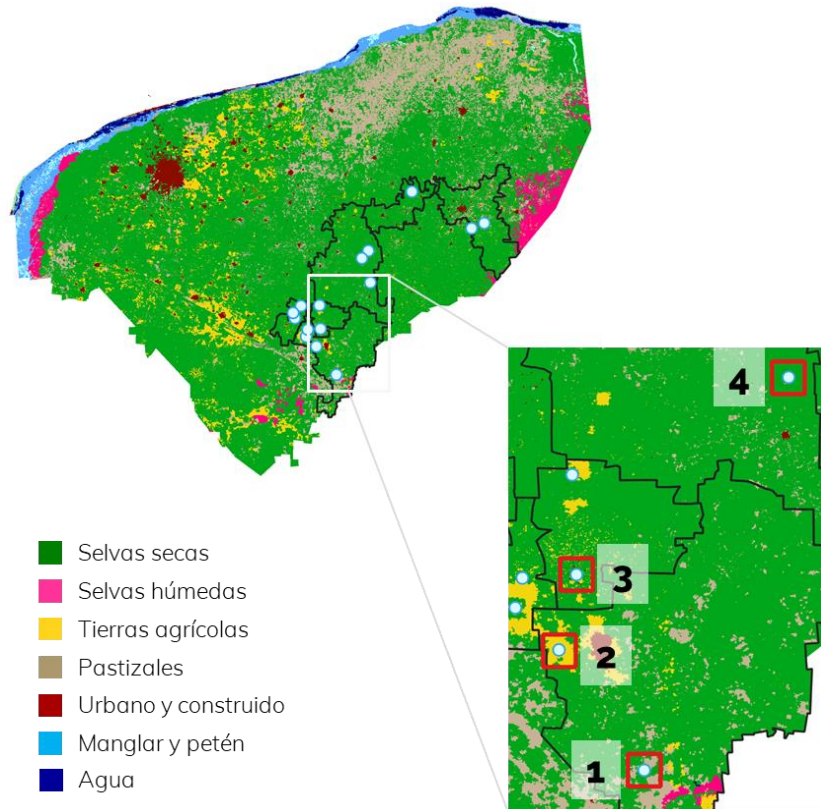 4
3
2
1
Selvas secas
Selvas húmedas
Tierras agrícolas
Pastizales
Urbano y construido
Manglar y petén
Agua